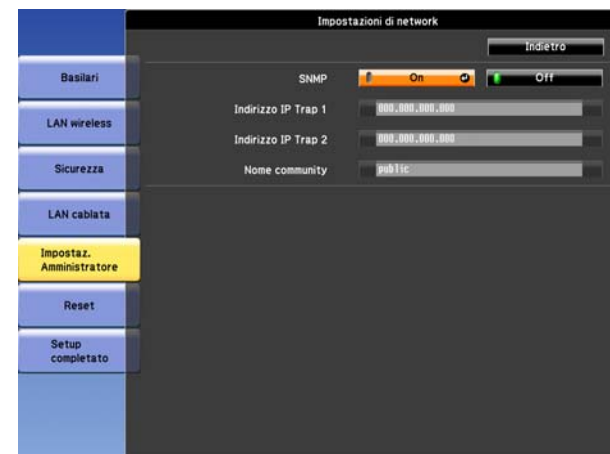 Impostazioni di network
Indietro
Basilari
SNMP On Off
Indirizzo IP Trap 1 000.000.000.000
LAN wireless
Indirizzo IP Trap 2 000.000.000.000
Sicurezza
Nome community public
LAN cablata
Impostaz.
Amministratore
Reset
Setup
completato